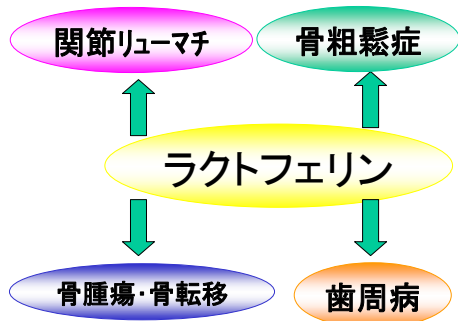 関節リューマチ
骨粗鬆症
ラクトフェリン
骨腫瘍・骨転移
歯周病